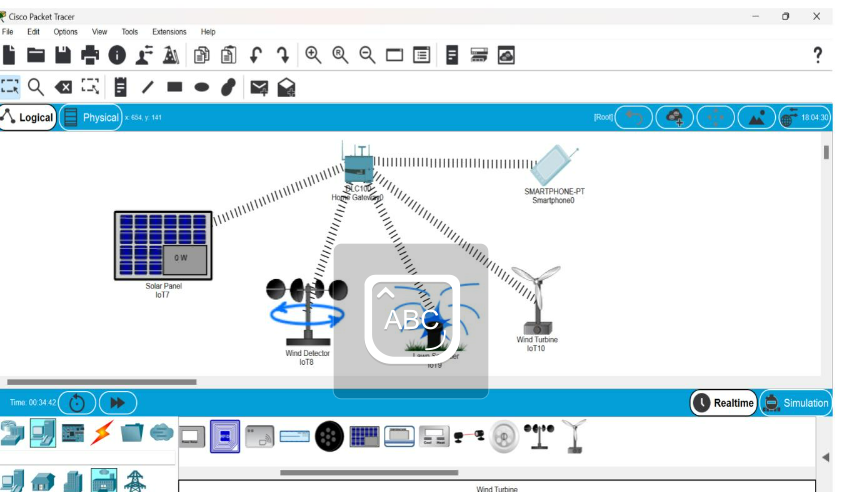 Cisco Packet Tracer
File Edit Options View Tools Extensions Help
Logical
Physical
x: 604, y: 141
[Root]
18:04:30
DLC100
Home Gateway0
SMARTPHONE-PT
Smartphone0
0 W
Solar Panel
IoT7
Wind Detector
IoT8
ABC
IoT9
Wind Turbine
IoT10
Time: 00:34:42
Realtime
Simulation
Wind Turbine